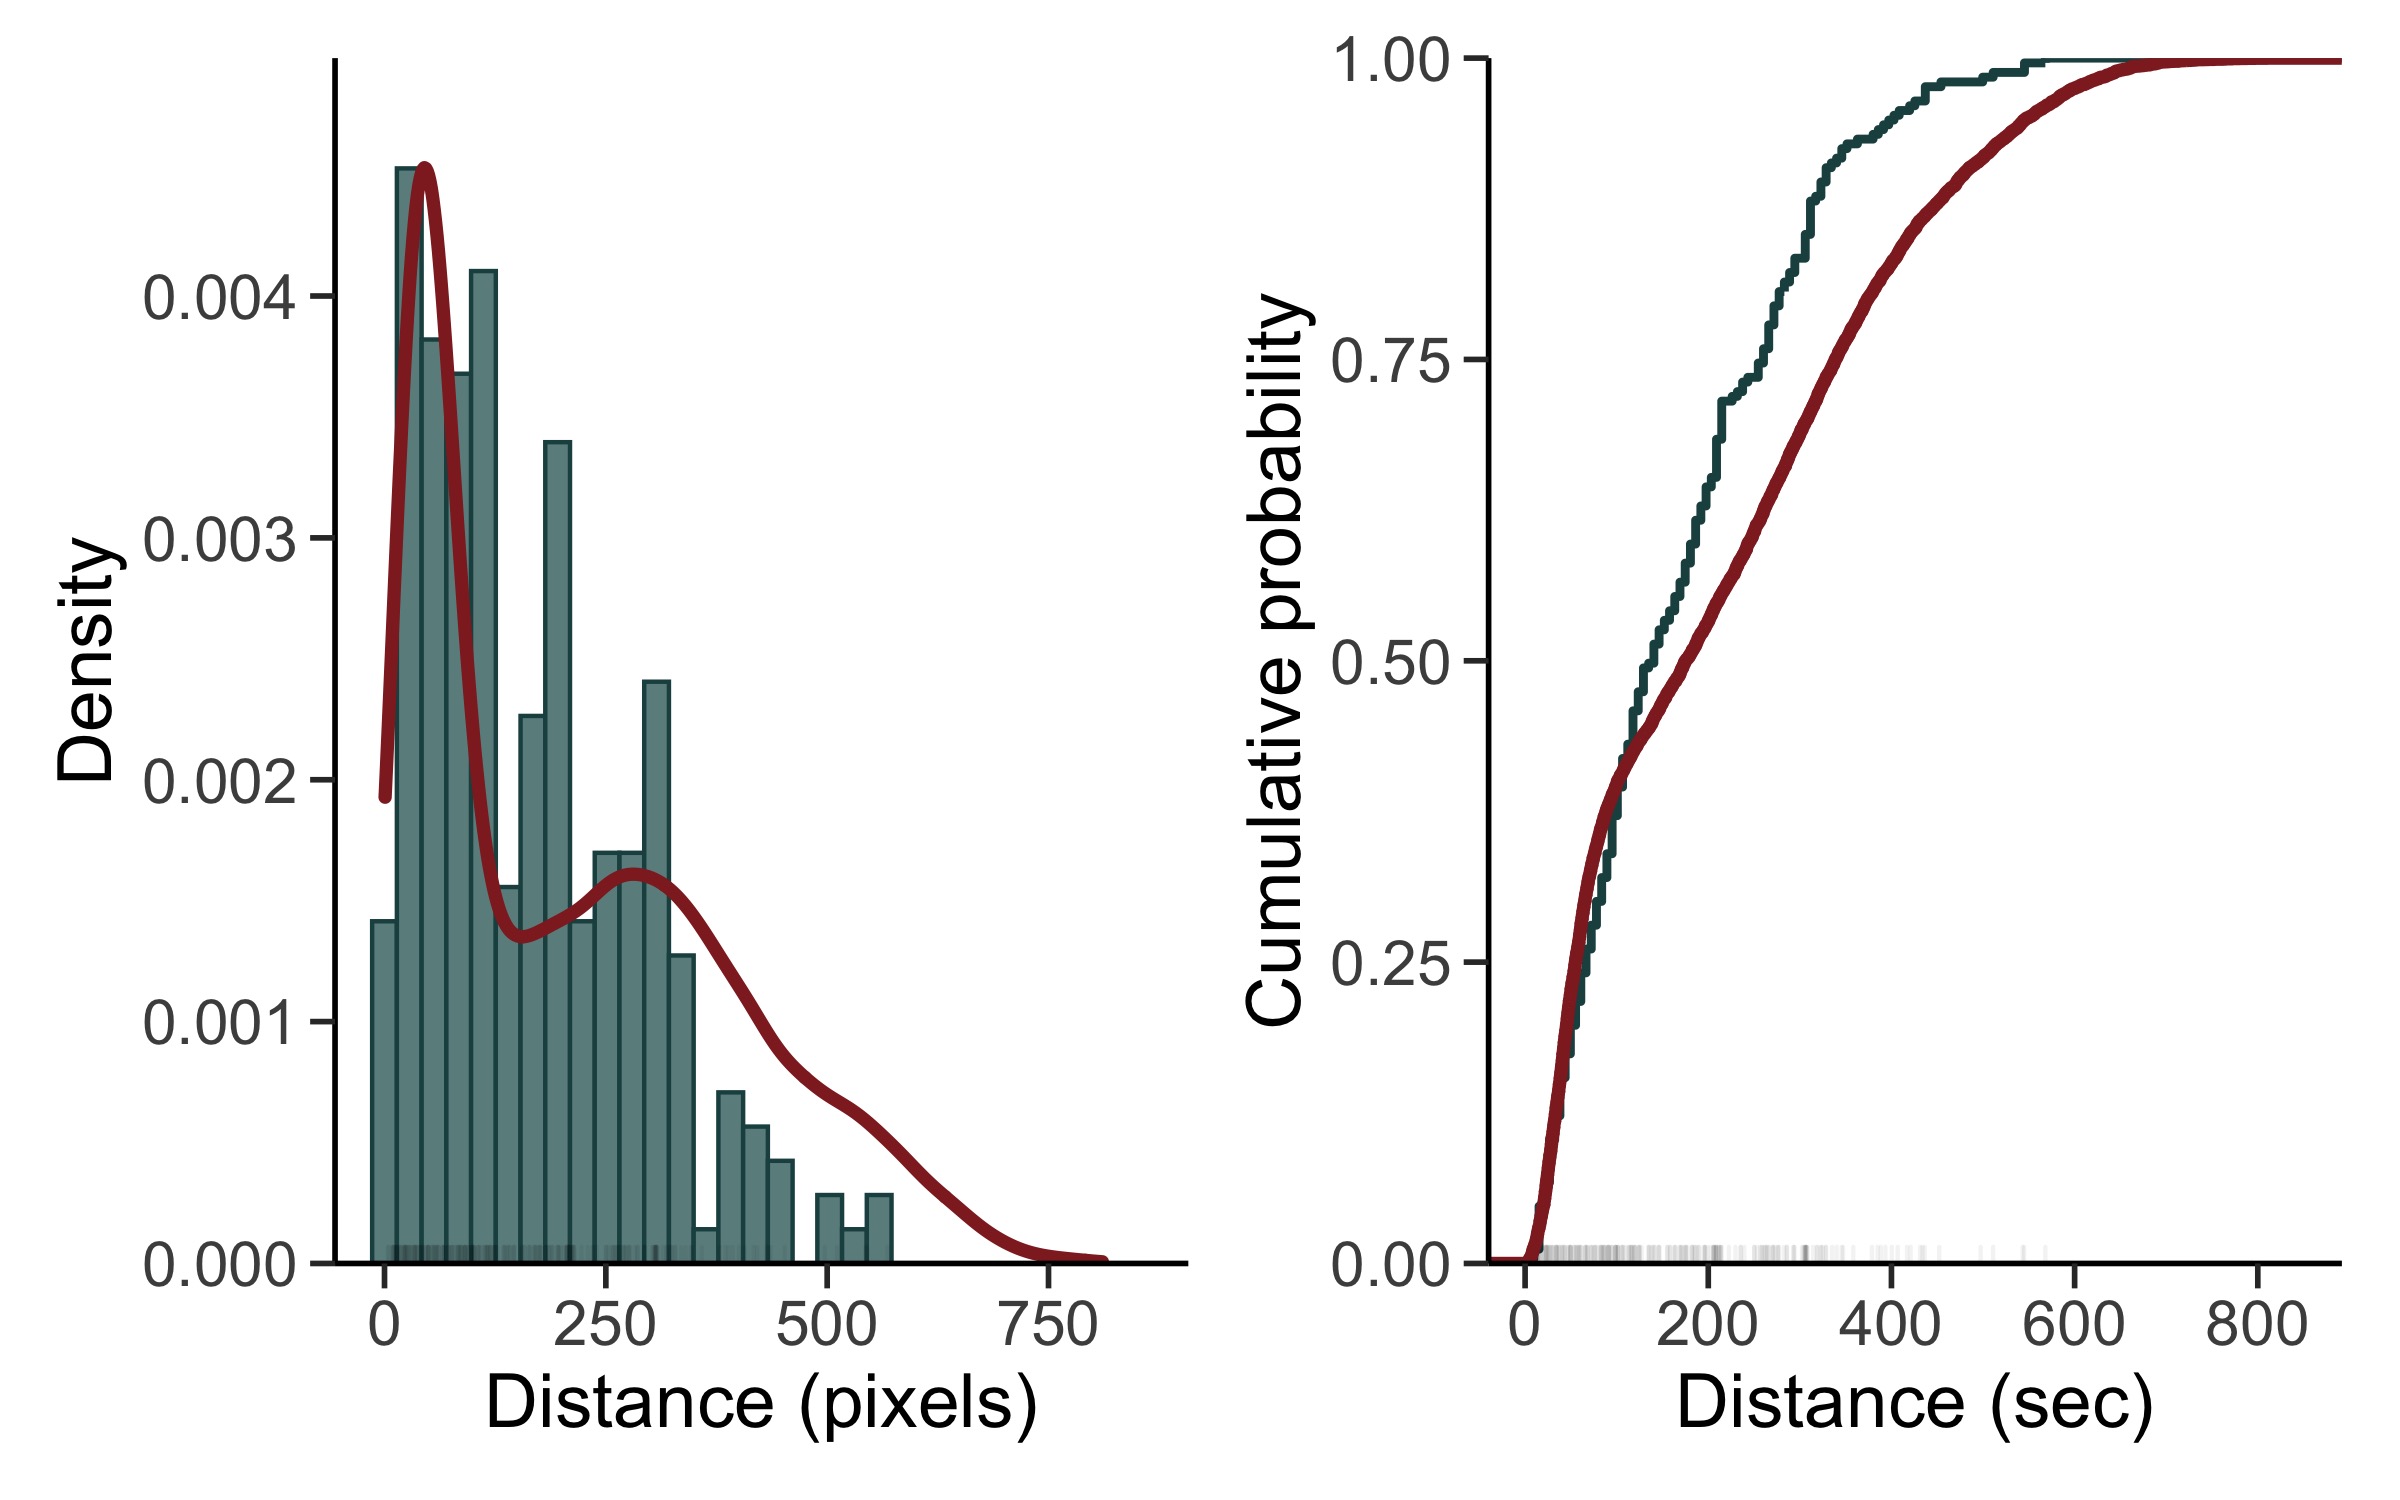 Density
0.004
0.003
0.002
0.001
0.000
0 250 500 750
Distance (pixels)
Cumulative probability
1.00
0.75
0.50
0.25
0.00
0 200 400 600 800
Distance (sec)